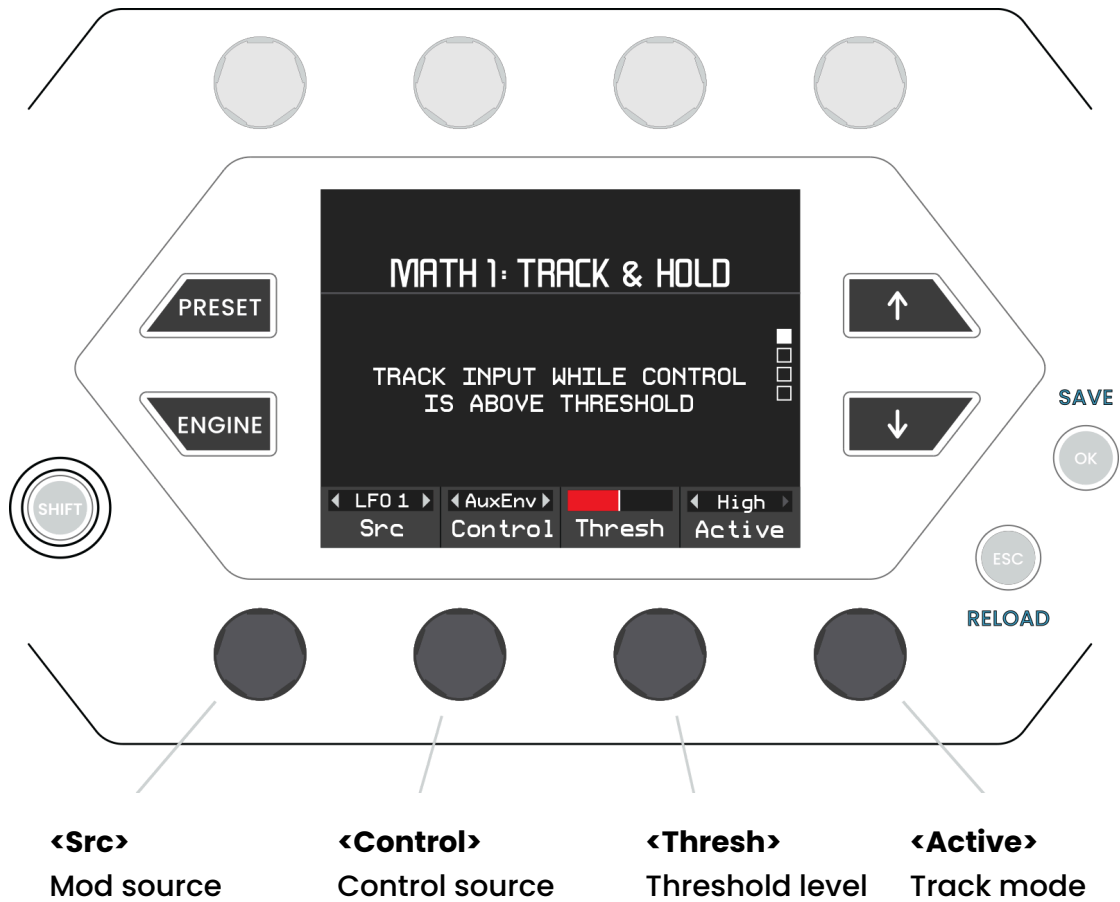 MATH 1: TRACK & HOLD
PRESET
↑
TRACK INPUT WHILE CONTROL
IS ABOVE THRESHOLD
ENGINE
↓
SAVE
OK
SHIFT
LFO 1
AuxEnv
High
Src
Control
Thresh
Active
ESC
RELOAD
<Src>
Mod source
<Control>
Control source
<Thresh>
Threshold level
<Active>
Track mode